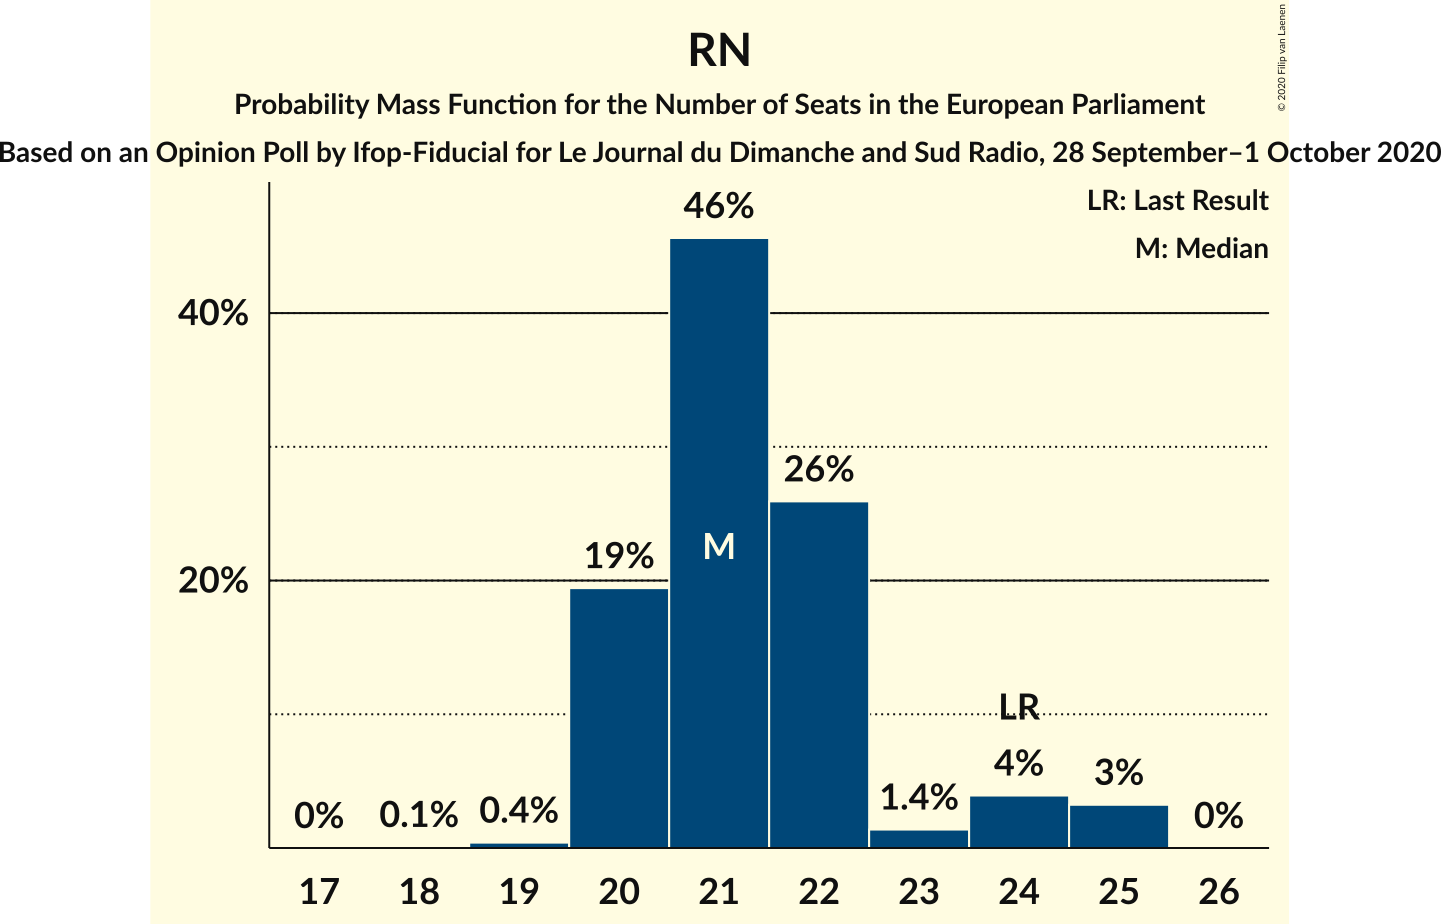 RN
Probability Mass Function for the Number of Seats in the European Parliament
Based on an Opinion Poll by Ifop-Fiducial for Le Journal du Dimanche and Sud Radio, 28 September–1 October 2020
© 2020 Filip van Laenen
LR: Last Result
M: Median
46%
40%
26%
M
19%
20%
LR
4%
3%
1.4%
0%
0.1%
0.4%
0%
17 18 19 20 21 22 23 24 25 26